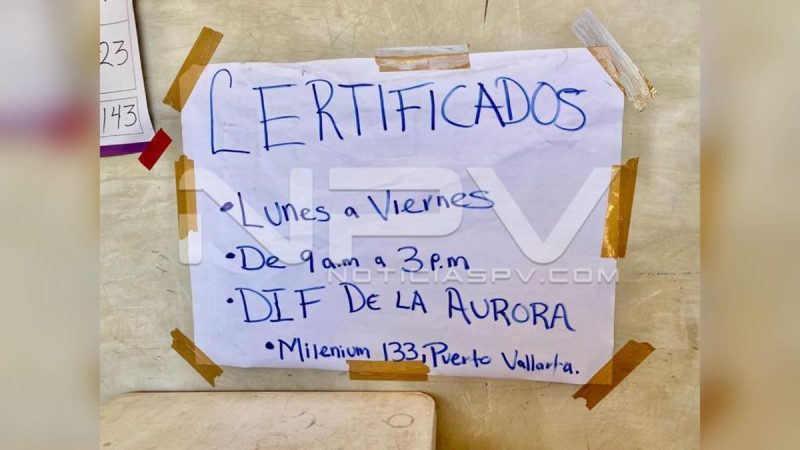 23
143
CERTIFICADOS
• Lunes a Viernes
• De 9 a.m a 3 p.m
• DIF DE LA AURORA
• Milenium 133, Puerto Vallarta.
NPV
NOTICIASPV.COM